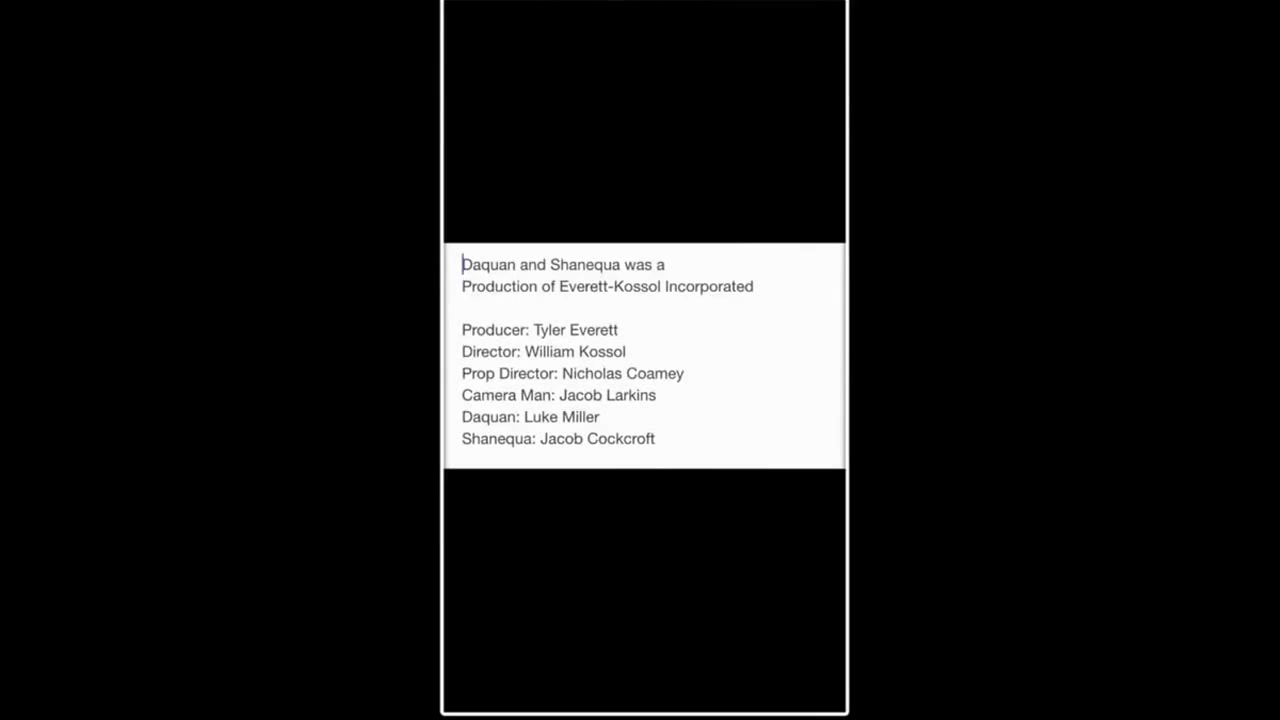 Daquan and Shanequa was a
Production of Everett-Kossol Incorporated
Producer: Tyler Everett
Director: William Kossol
Prop Director: Nicholas Coamey
Camera Man: Jacob Larkins
Daquan: Luke Miller
Shanequa: Jacob Cockcroft